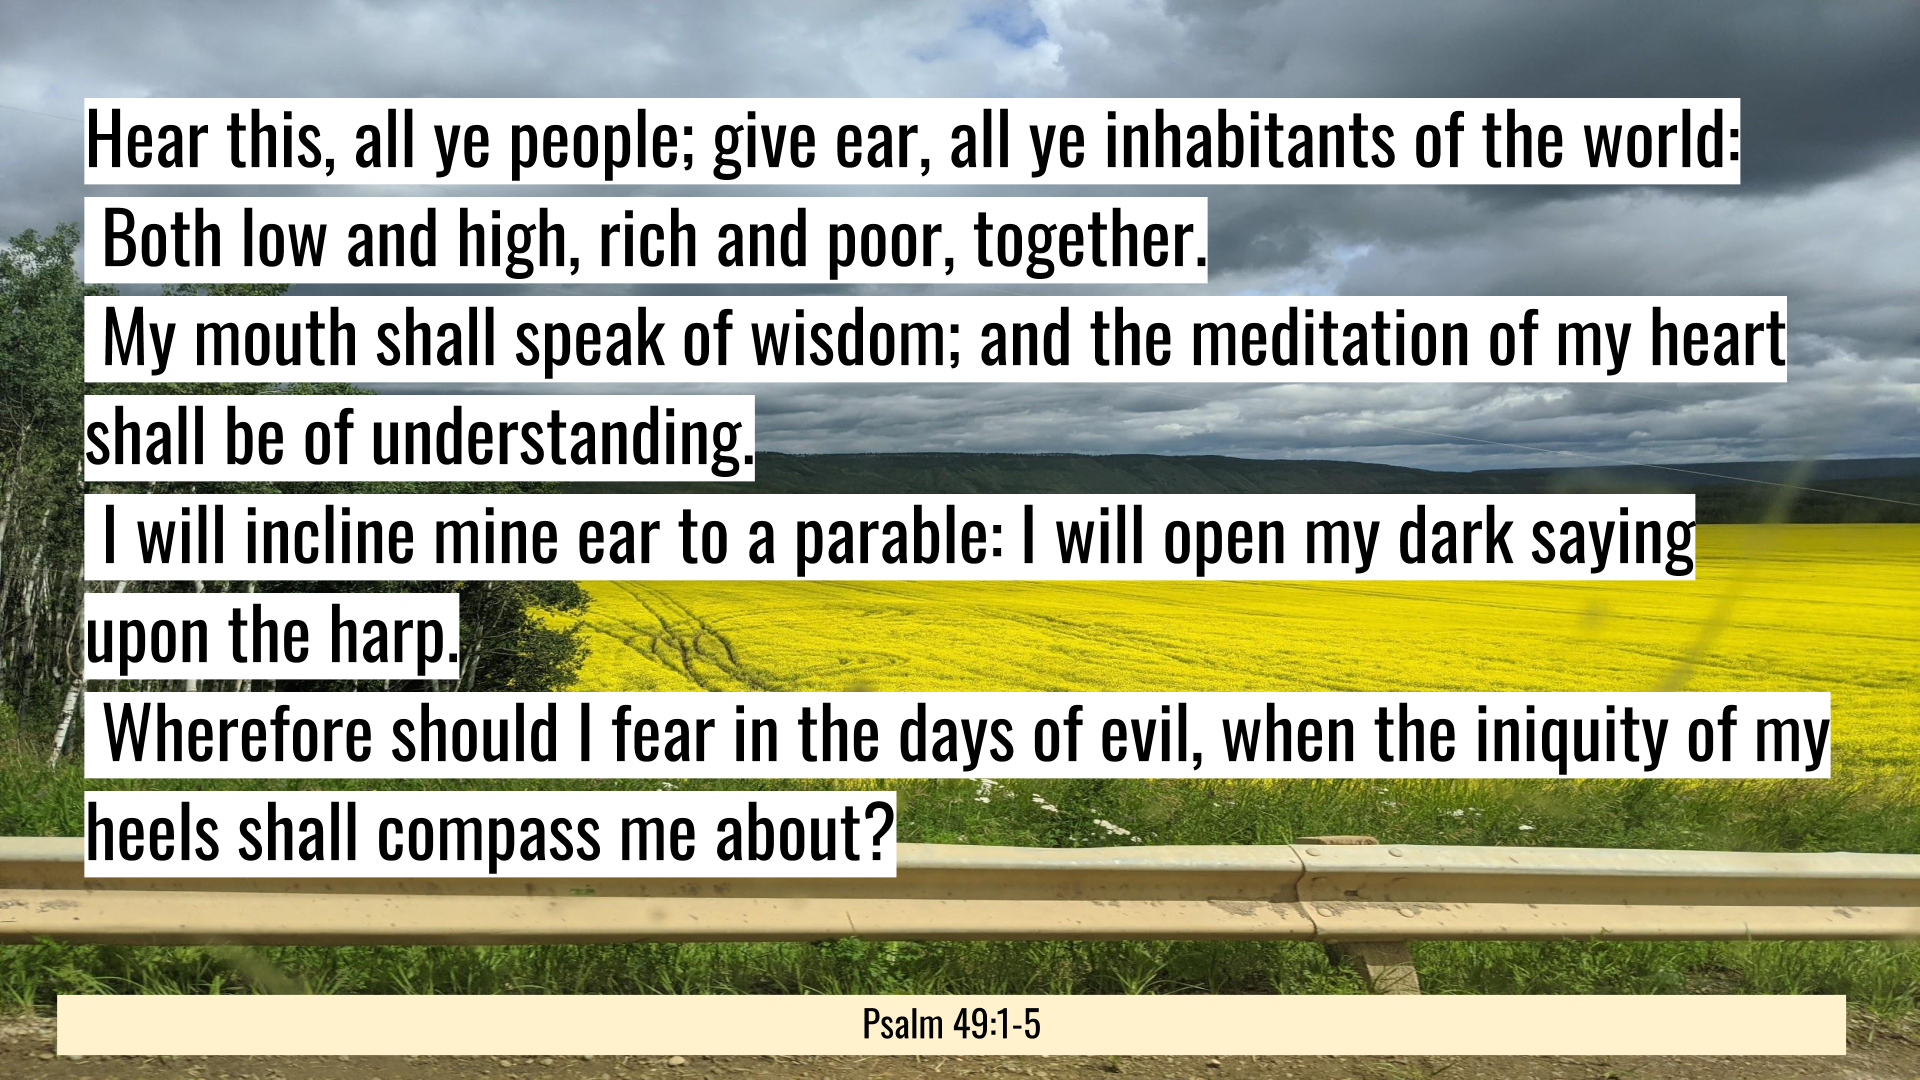 Hear this, all ye people; give ear, all ye inhabitants of the world:
Both low and high, rich and poor, together.
My mouth shall speak of wisdom; and the meditation of my heart
shall be of understanding.
I will incline mine ear to a parable: I will open my dark saying
upon the harp.
Wherefore should I fear in the days of evil, when the iniquity of my
heels shall compass me about?
Psalm 49:1-5